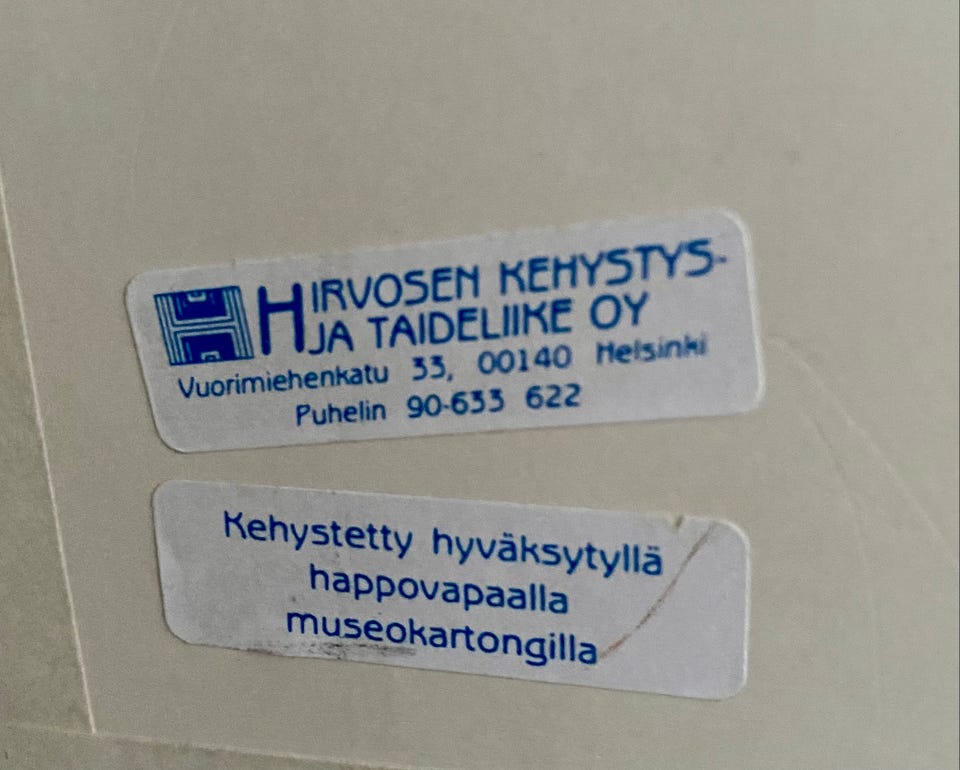 HIRVOSEN KEHYSTYS-
JA TAIDELIIKE OY
Vuorimiehenkatu 33, 00140 Helsinki
Puhelin 90-633 622
Kehystetty hyväksytyllä
happovapaalla
museokartongilla